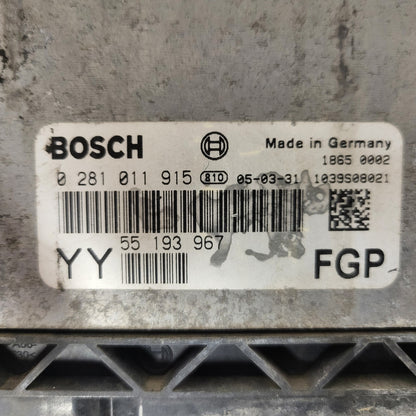 BOSCH Made in Germany
1865 0002
0 281 011 915 810 05-03-31 1039S08021
YY 55 193 967 FGP